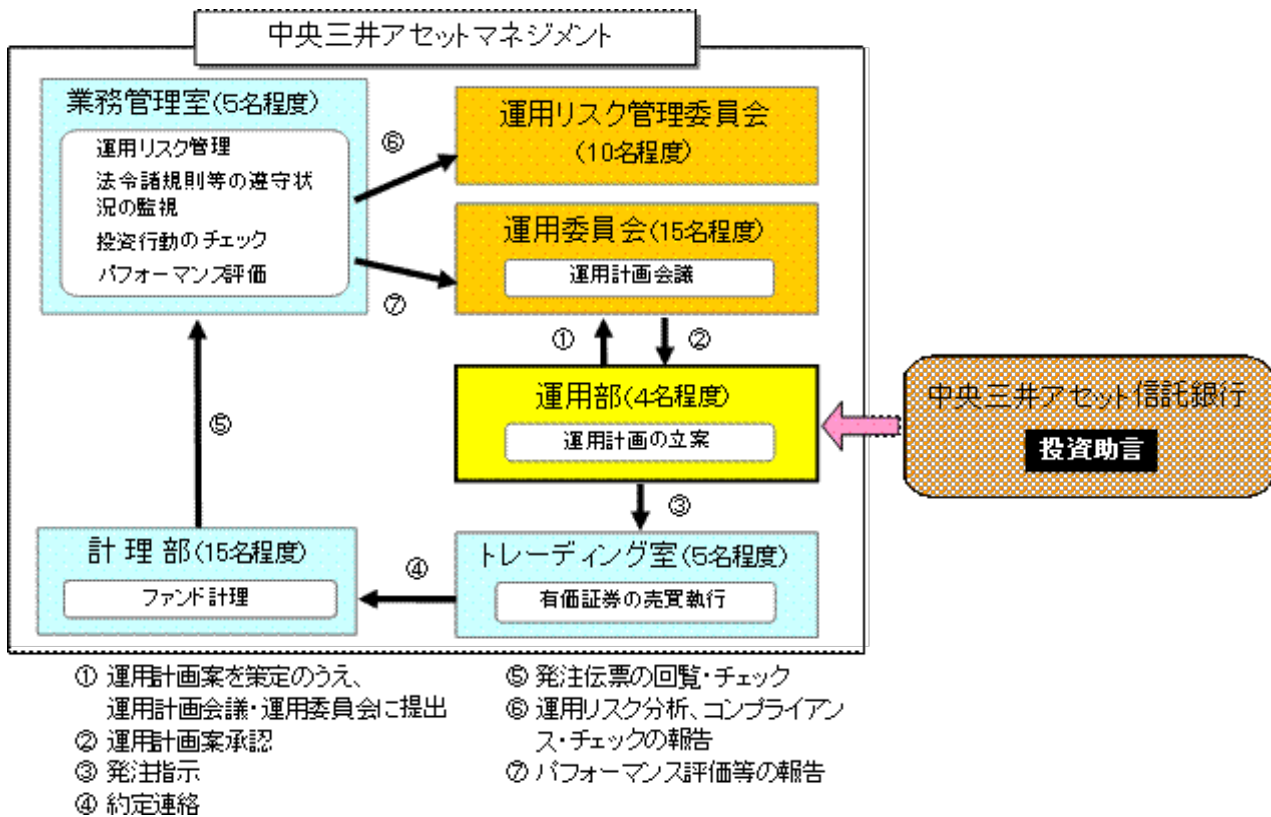 中央三井アセットマネジメント
業務管理室(5名程度)
運用リスク管理
法令諸規則等の遵守状
況の監視
投資行動のチェック
パフォーマンス評価
⑥
⑦
運用リスク管理委員会
(10名程度)
運用委員会(15名程度)
運用計画会議
①
②
運用部(4名程度)
運用計画の立案
中央三井アセット信託銀行
投資助言
⑤
③
計理部(15名程度)
ファンド計理
④
トレーディング室(5名程度)
有価証券の売買執行
① 運用計画案を策定のうえ、
運用計画会議・運用委員会に提出
② 運用計画案承認
③ 発注指示
④ 約定連絡
⑤ 発注伝票の回覧・チェック
⑥ 運用リスク分析、コンプライアン
ス・チェックの報告
⑦ パフォーマンス評価等の報告